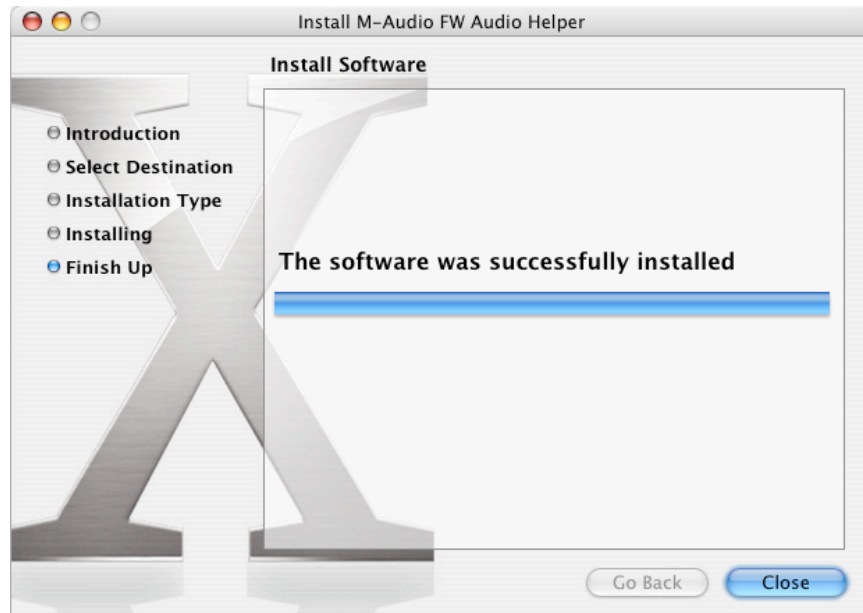 Install M-Audio FW Audio Helper
Install Software
Introduction
Select Destination
Installation Type
Installing
Finish Up
The software was successfully installed
Go Back
Close